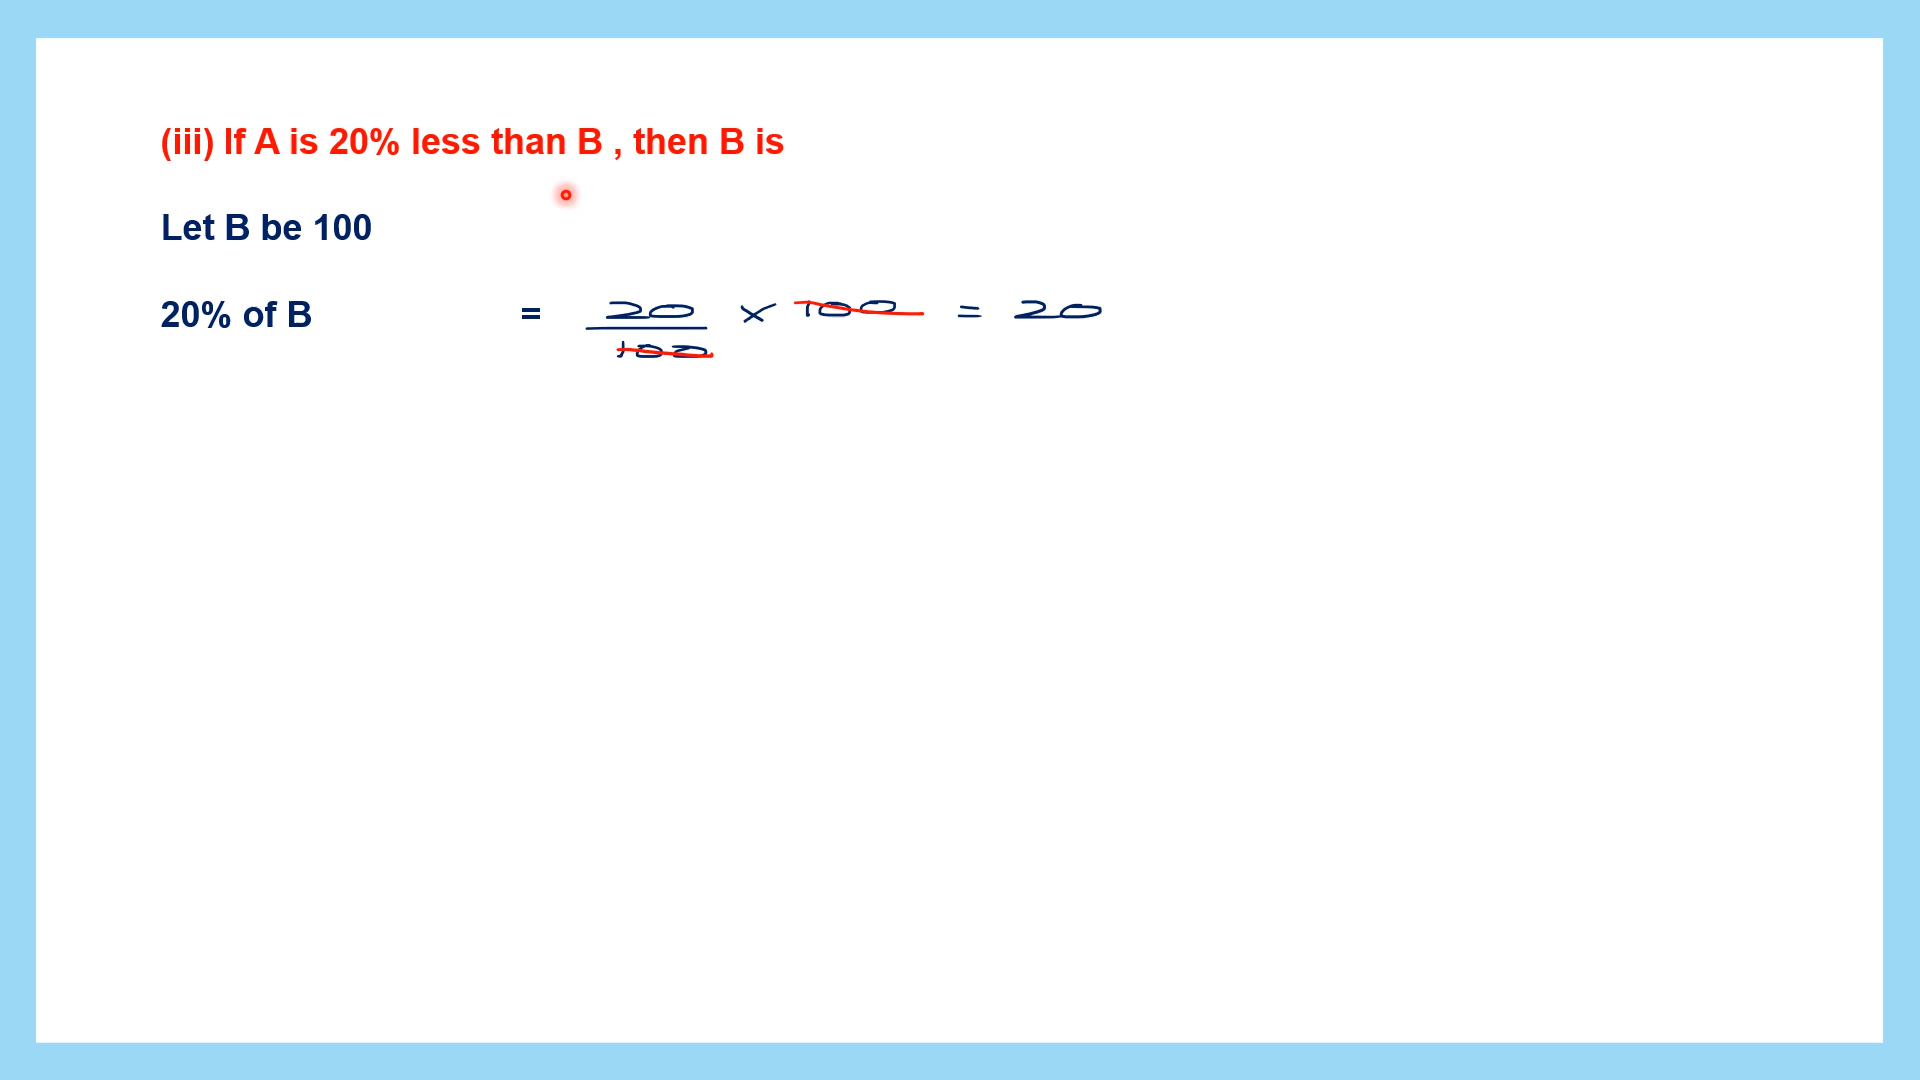 (iii) If A is 20% less than B , then B is
Let B be 100
20% of B = 20/100 × 100 = 20